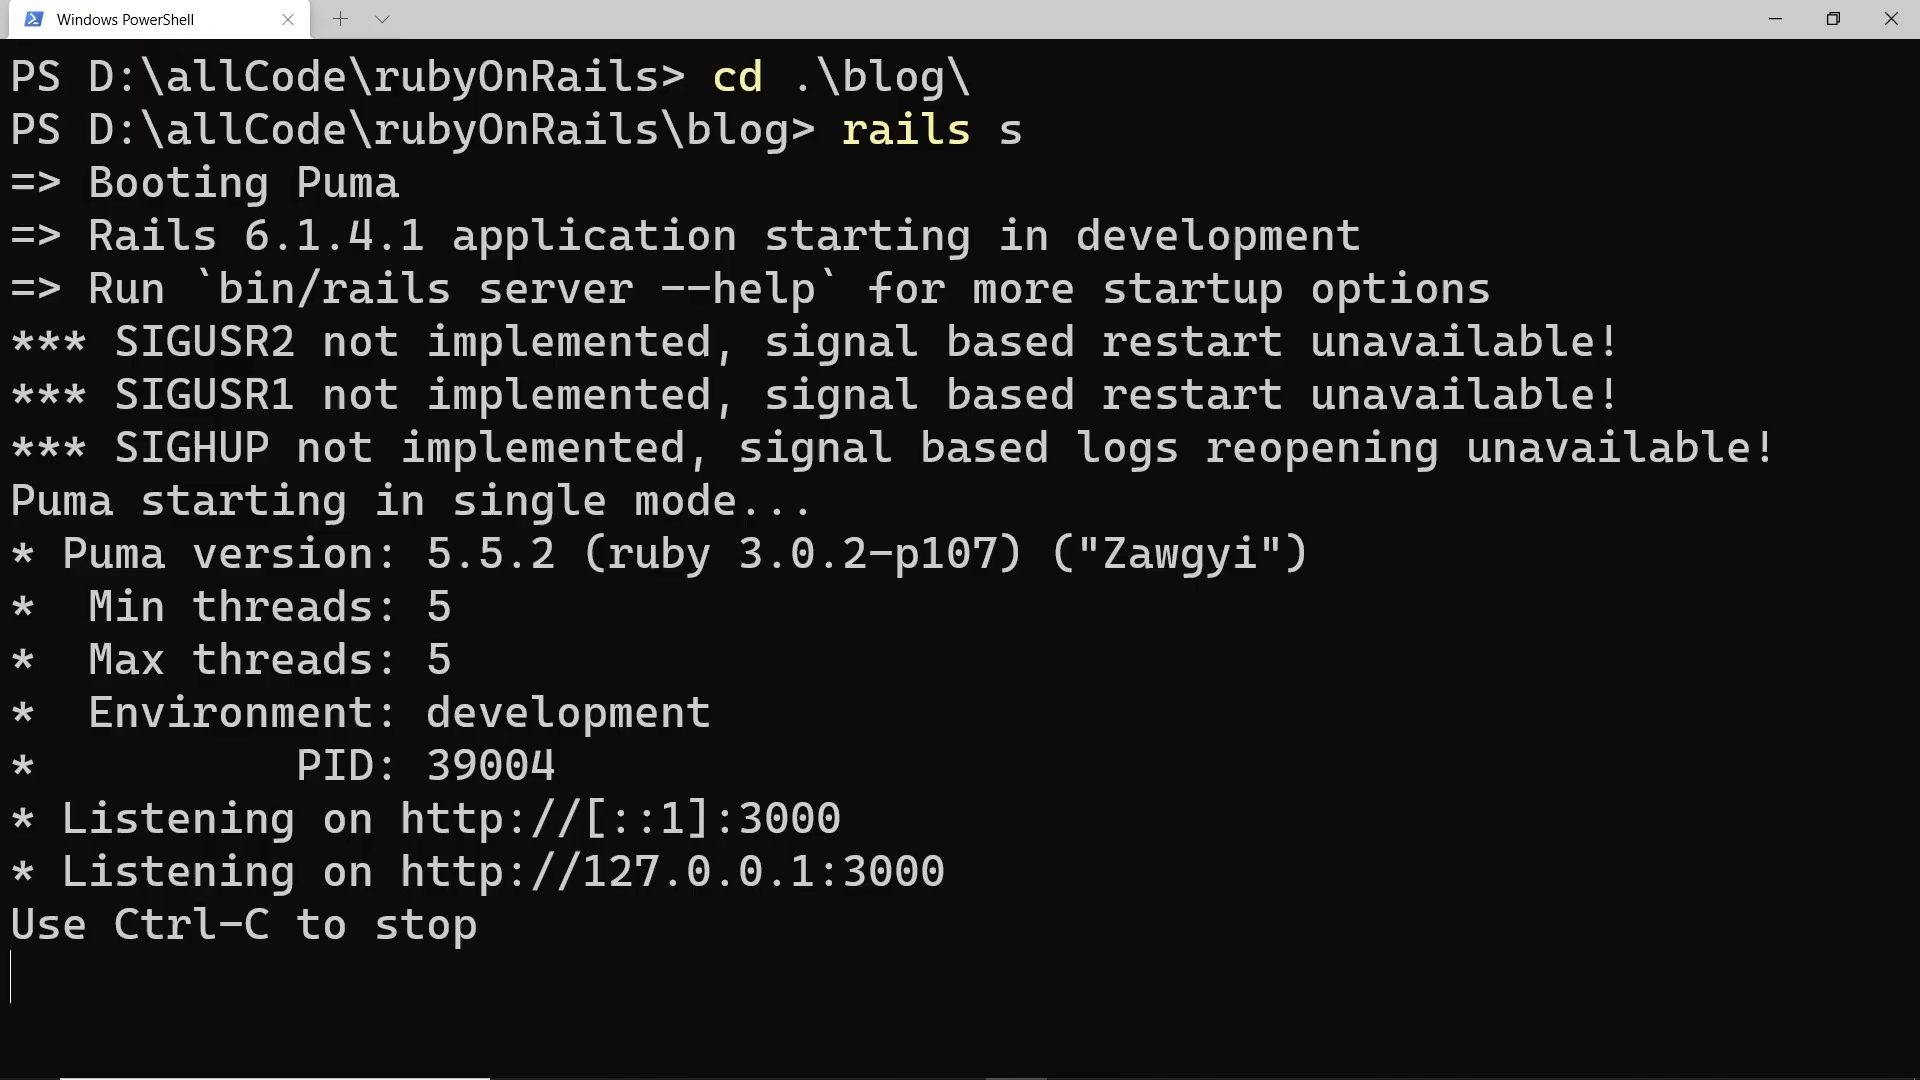 Windows PowerShell
PS D:\allCode\rubyOnRails> cd .\blog\
PS D:\allCode\rubyOnRails\blog> rails s
=> Booting Puma
=> Rails 6.1.4.1 application starting in development
=> Run `bin/rails server --help` for more startup options
*** SIGUSR2 not implemented, signal based restart unavailable!
*** SIGUSR1 not implemented, signal based restart unavailable!
*** SIGHUP not implemented, signal based logs reopening unavailable!
Puma starting in single mode...
* Puma version: 5.5.2 (ruby 3.0.2-p107) ("Zawgyi")
*  Min threads: 5
*  Max threads: 5
*  Environment: development
*          PID: 39004
* Listening on http://[::1]:3000
* Listening on http://127.0.0.1:3000
Use Ctrl-C to stop